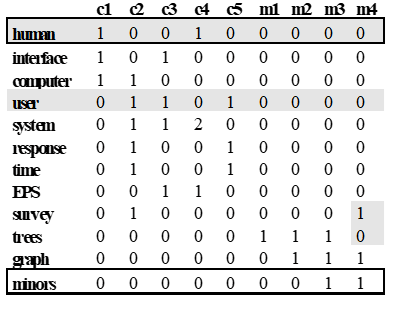 c1 c2 c3 c4 c5 m1 m2 m3 m4
human 1 0 0 1 0 0 0 0 0
interface 1 0 1 0 0 0 0 0 0
computer 1 1 0 0 0 0 0 0 0
user 0 1 1 0 1 0 0 0 0
system 0 1 1 2 0 0 0 0 0
response 0 1 0 0 1 0 0 0 0
time 0 1 0 0 1 0 0 0 0
EPS 0 0 1 1 0 0 0 0 0
survey 0 1 0 0 0 0 0 0 1
trees 0 0 0 0 0 1 1 1 0
graph 0 0 0 0 0 0 1 1 1
minors 0 0 0 0 0 0 0 1 1